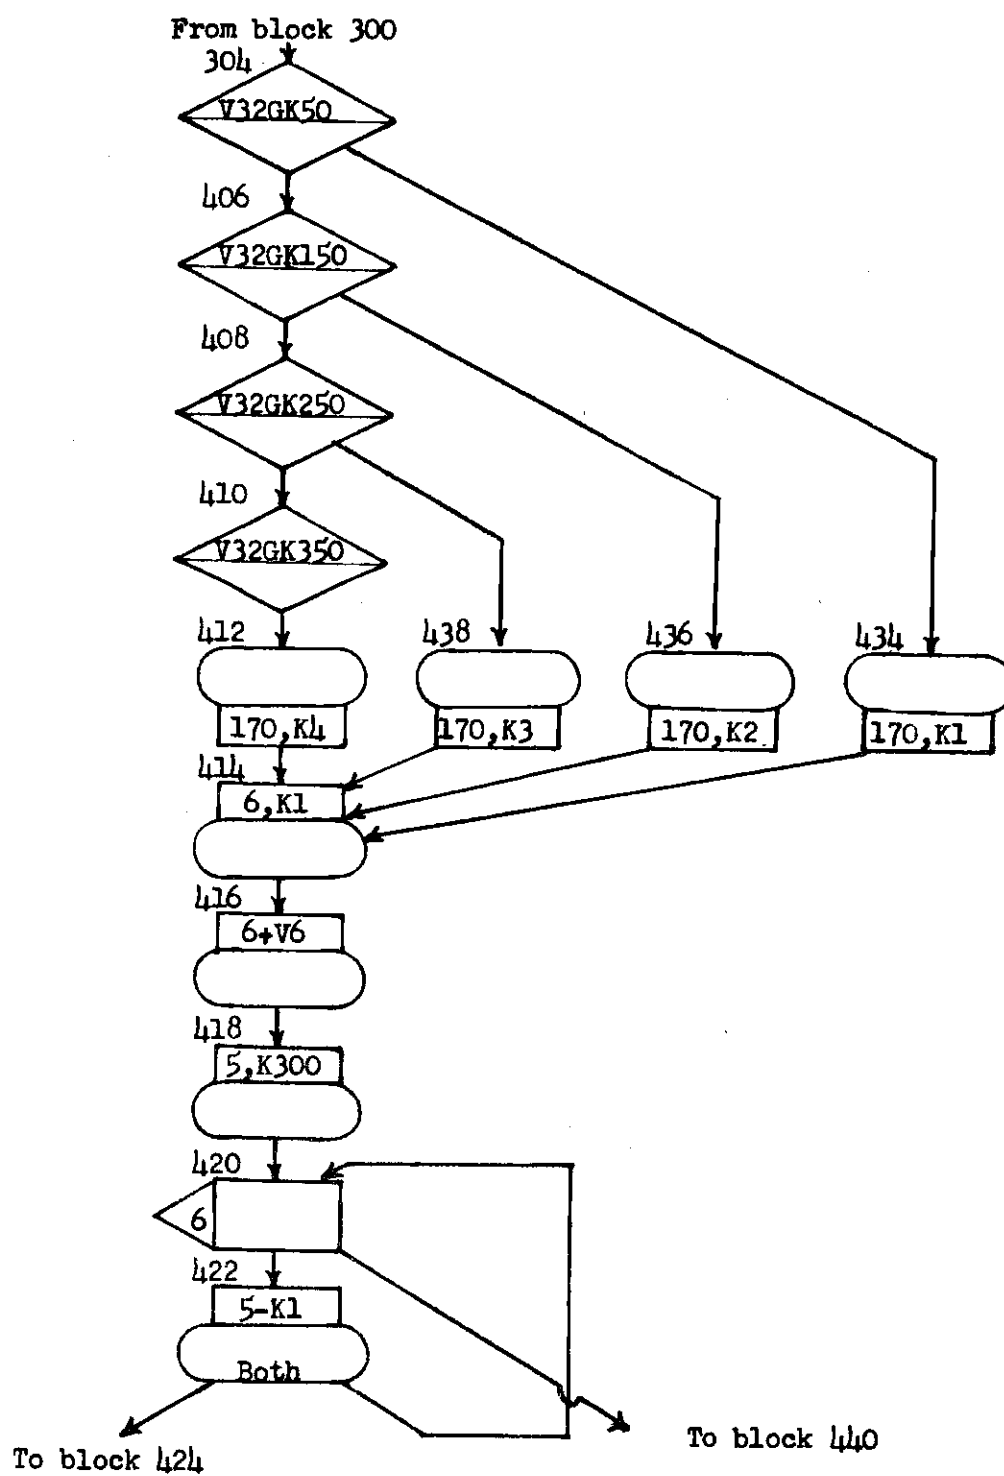 From block 300
304
V32GK50
406
V32GK150
408
V32GK250
410
V32GK350
412
438
436
434
170,K4
170,K3
170,K2
170,K1
414
6,K1
416
6+V6
418
5,K300
420
6
422
5-K1
Both
To block 424
To block 440